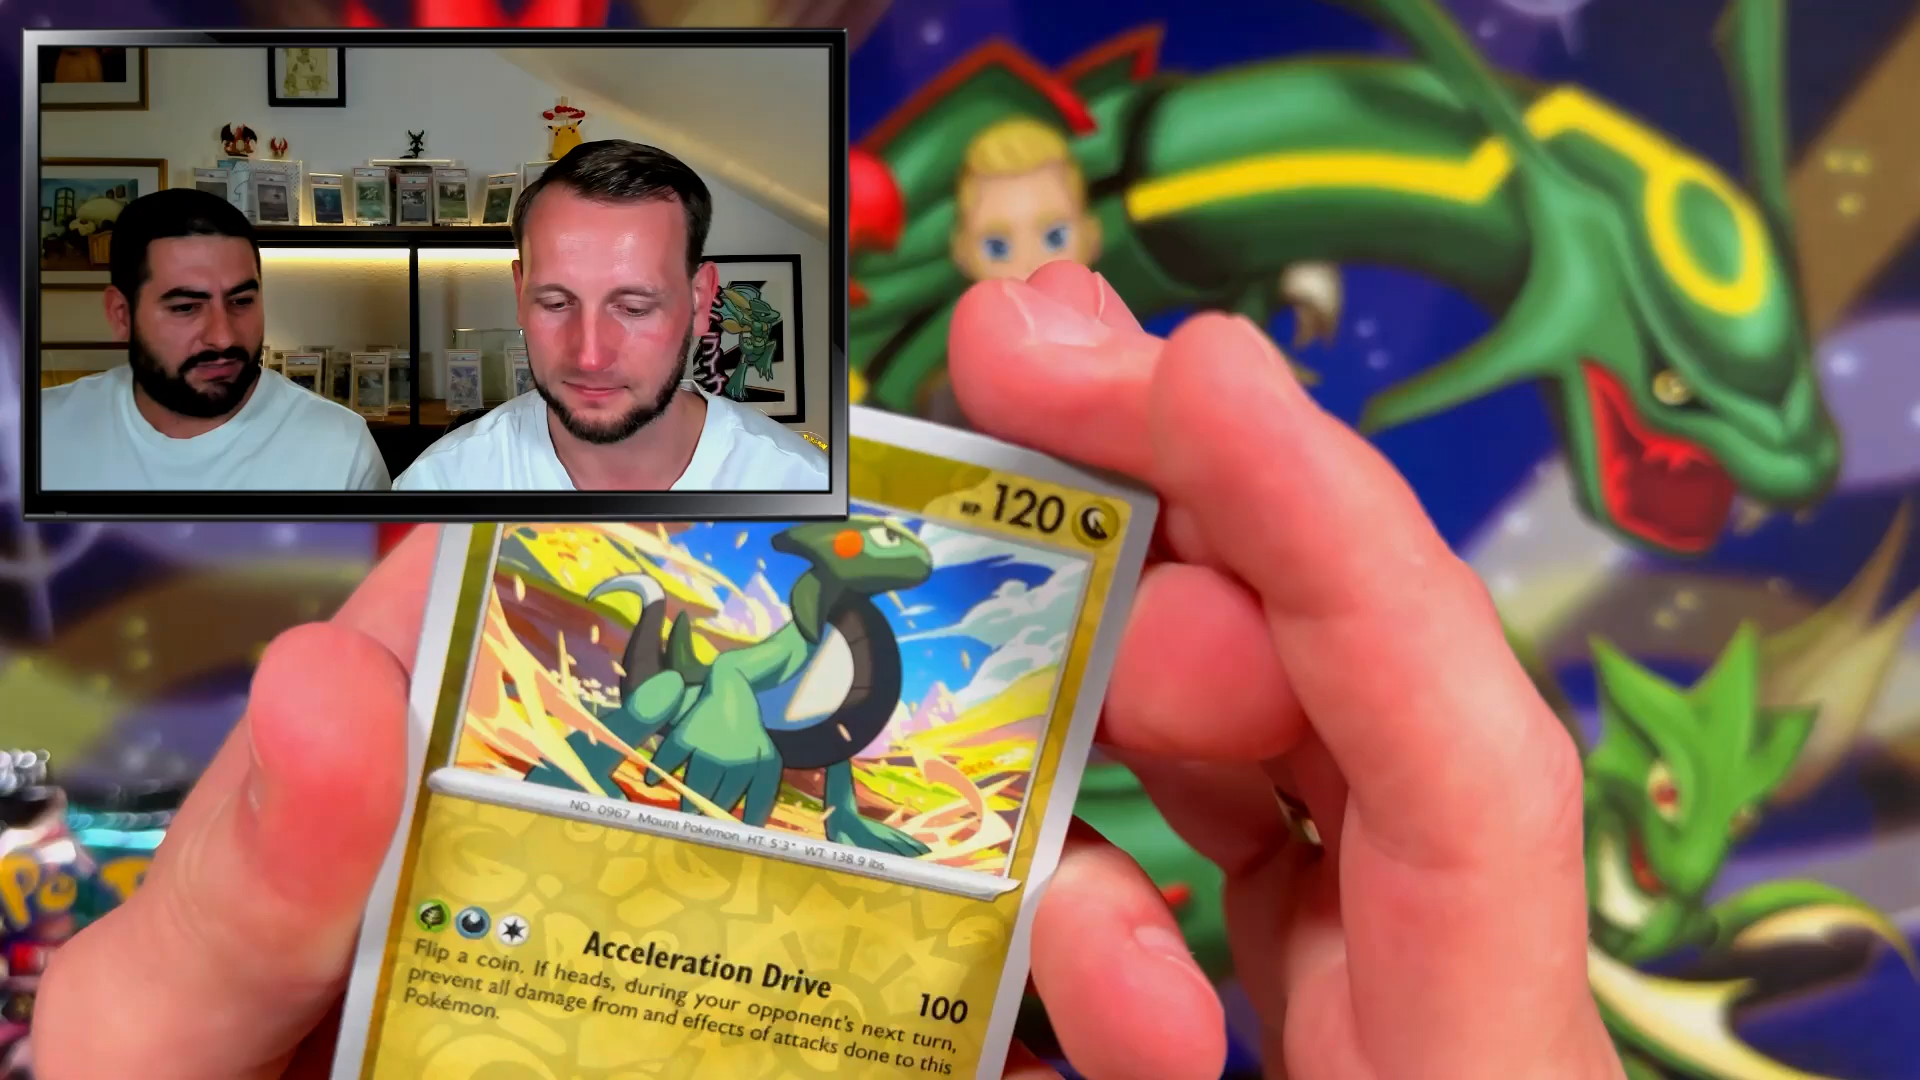 HP 120
NO. 0967 Mount Pokémon HT: 5'3" WT: 138.9 lbs.
Acceleration Drive 100
Flip a coin. If heads, during your opponent's next turn,
prevent all damage from and effects of attacks done to this
Pokémon.